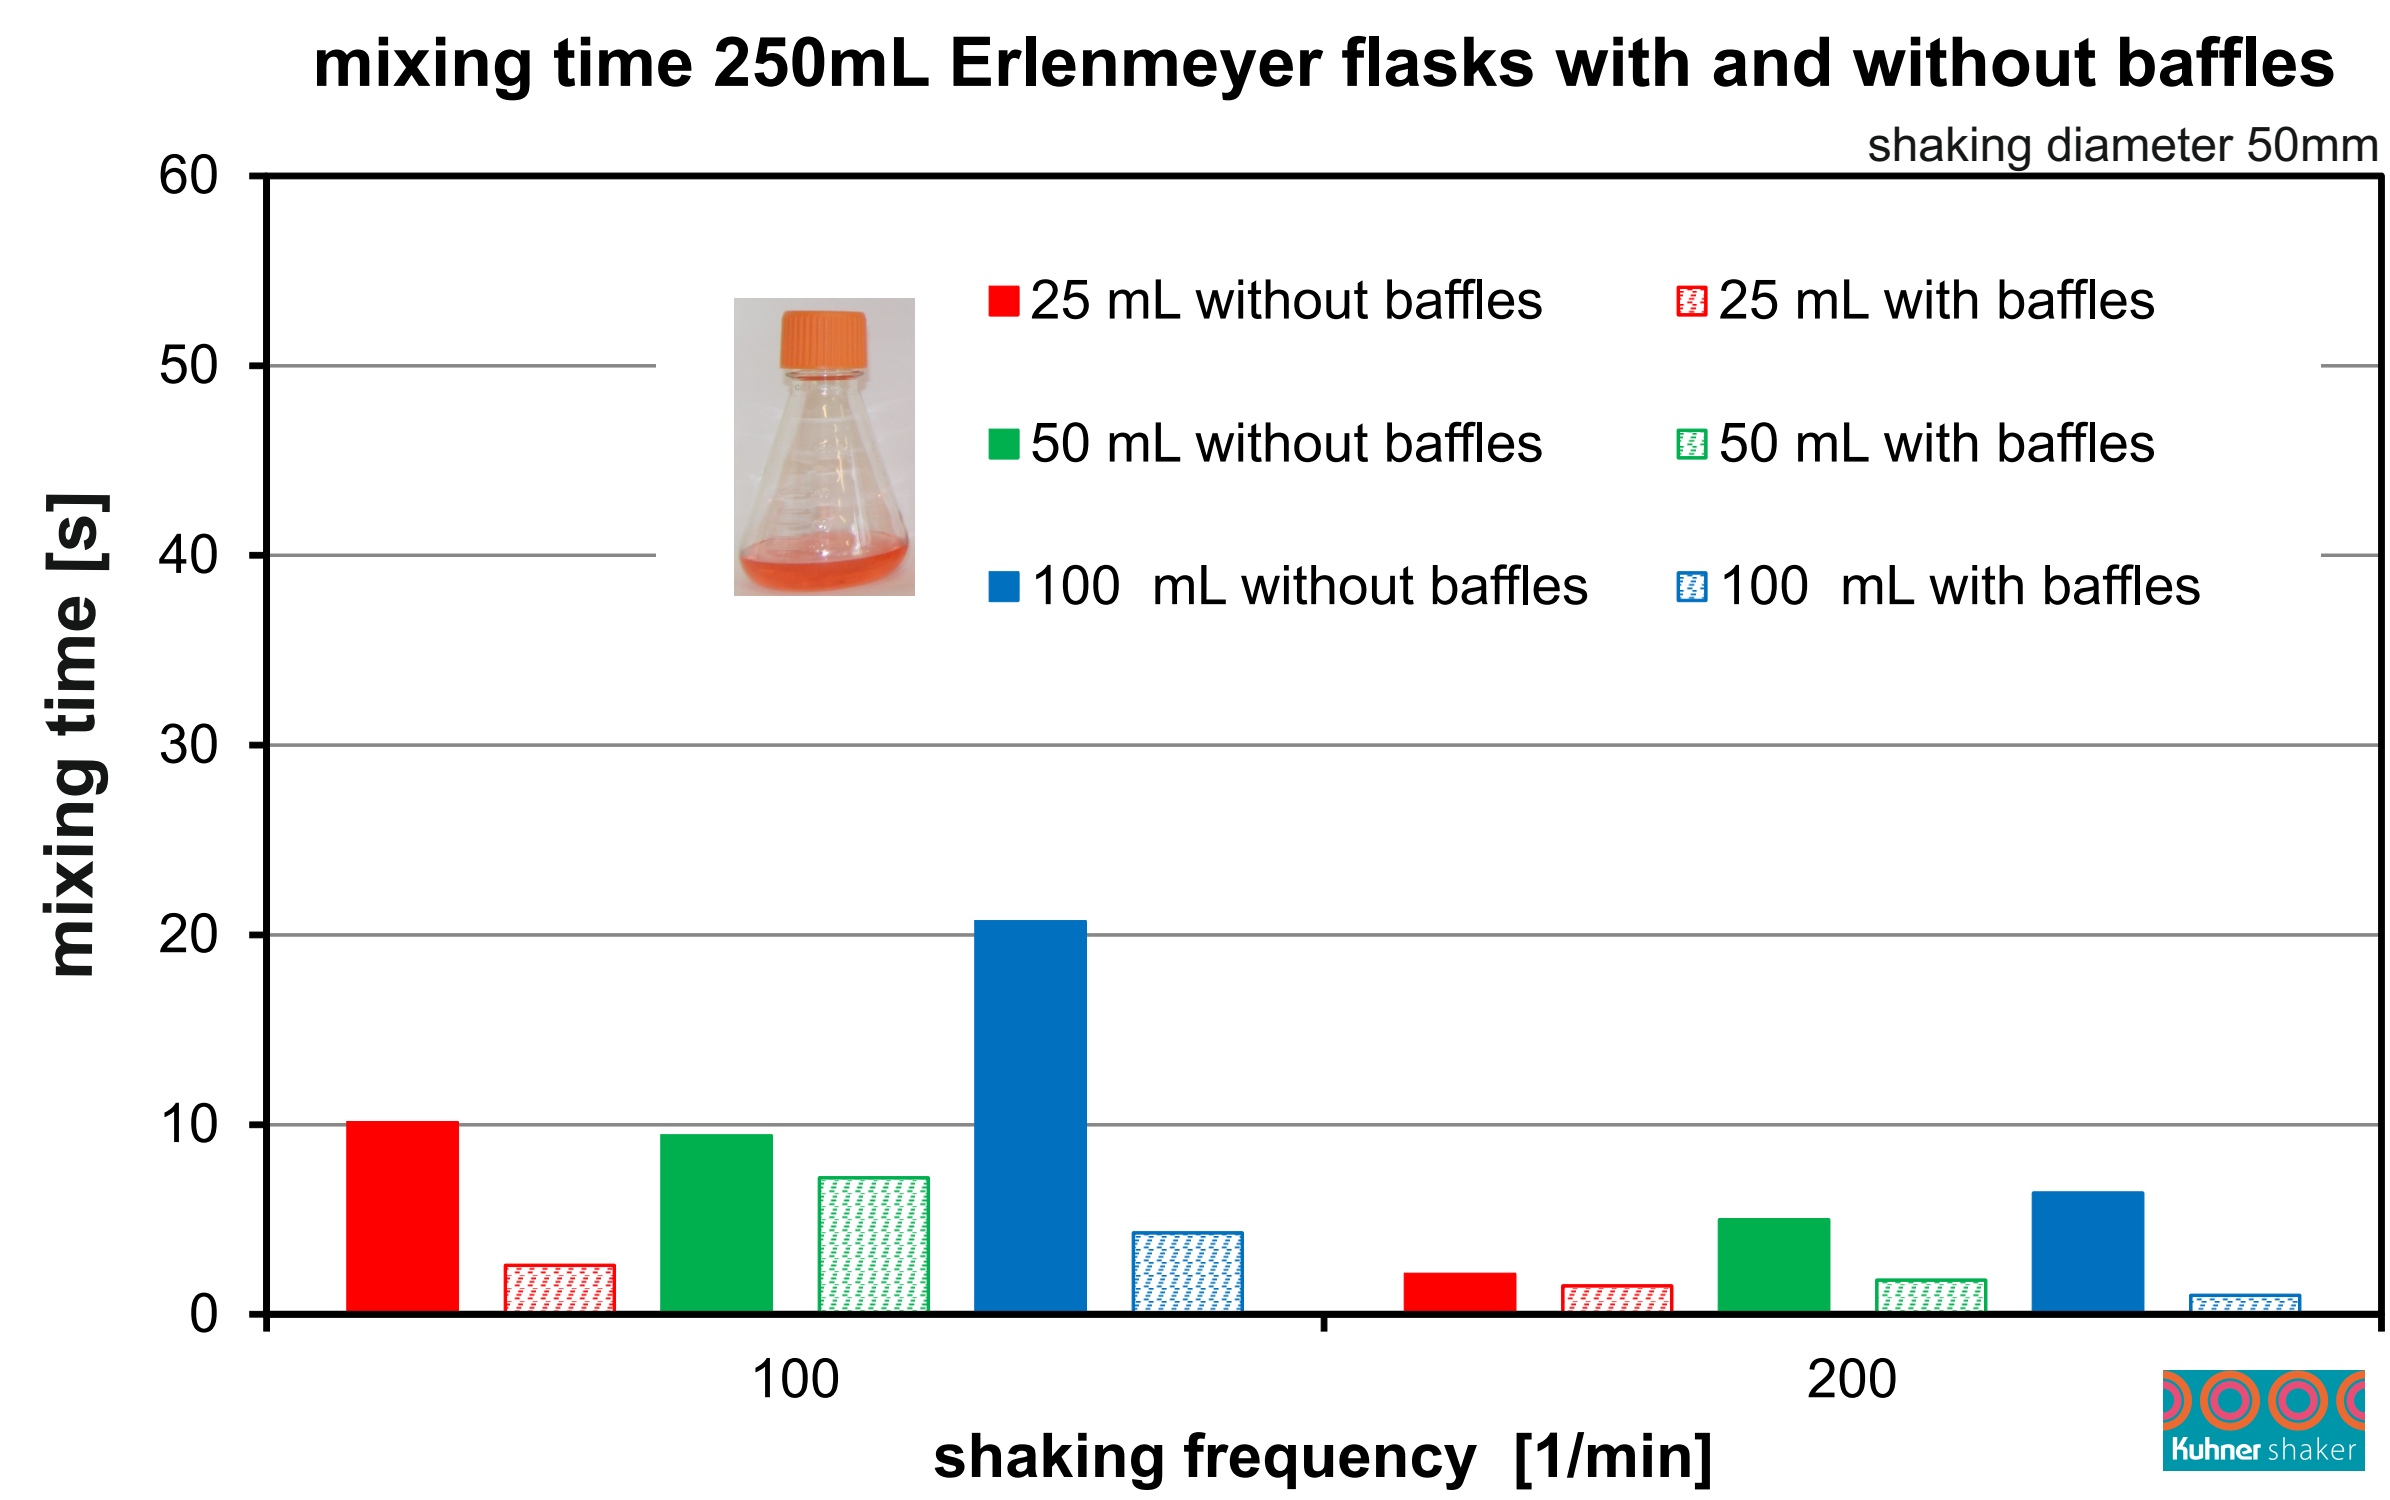 mixing time 250mL Erlenmeyer flasks with and without baffles
shaking diameter 50mm
60
50
40
30
20
10
0
mixing time [s]
25 mL without baffles
25 mL with baffles
50 mL without baffles
50 mL with baffles
100 mL without baffles
100 mL with baffles
100
200
shaking frequency [1/min]
Kuhner shaker